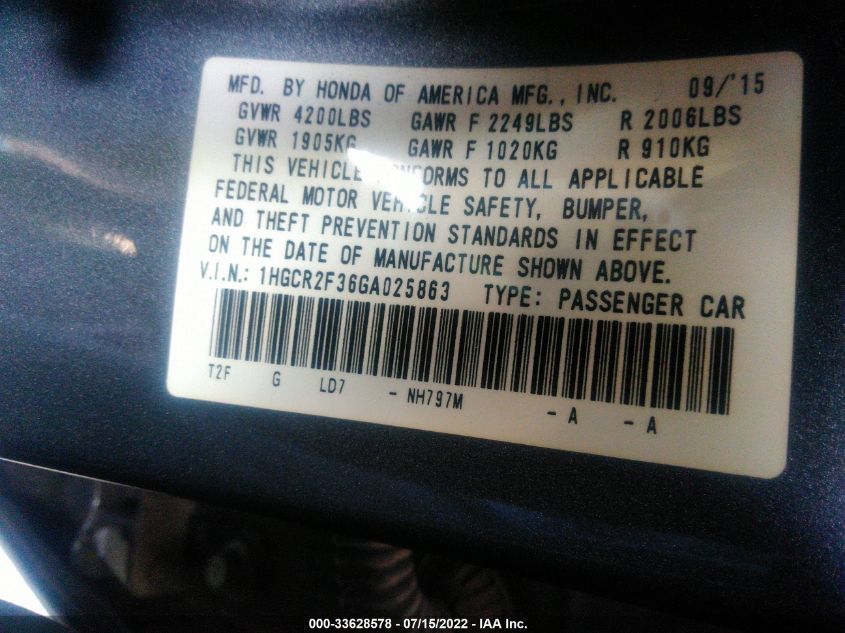 MFD. BY HONDA OF AMERICA MFG., INC. 09/'15
GVWR 4200LBS GAWR F 2249LBS R 2006LBS
GVWR 1905KG GAWR F 1020KG R 910KG
THIS VEHICLE CONFORMS TO ALL APPLICABLE
FEDERAL MOTOR VEHICLE SAFETY, BUMPER,
AND THEFT PREVENTION STANDARDS IN EFFECT
ON THE DATE OF MANUFACTURE SHOWN ABOVE.
V.I.N.: 1HGCR2F36GA025863 TYPE: PASSENGER CAR
T2F G LD7 - NH797M - A - A
000-33628578 - 07/15/2022 - IAA Inc.